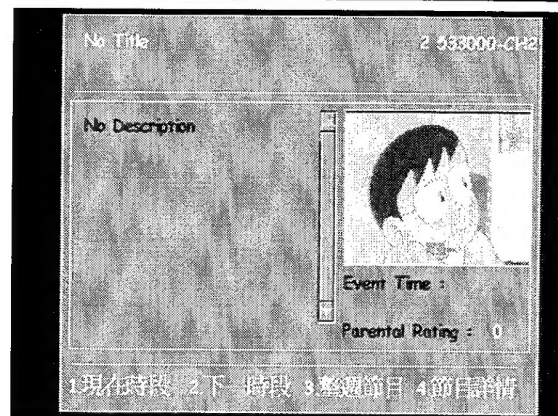 No Title 2 533000-CH2
No Description
Event Time :
Parental Rating : 0
1.現在時段 2.下一時段 3.整週節目 4.節目詳情